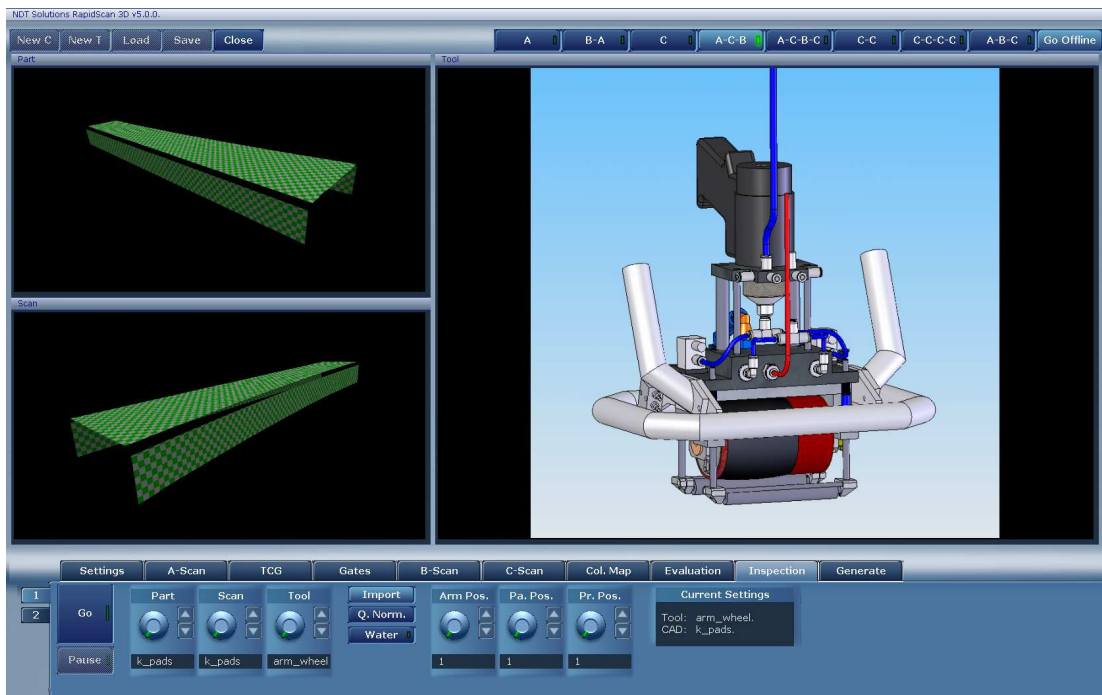 NDT Solutions RapidScan 3D v5.0.0.
New C New T Load Save Close A B-A C A-C-B A-C-B-C C-C C-C-C-C A-B-C Go Offline
Part Tool
Scan
Settings A-Scan TCG Gates B-Scan C-Scan Col. Map Evaluation Inspection Generate
1 Go Part Scan Tool Import Arm Pos. Pa. Pos. Pr. Pos. Current Settings
2 Q. Norm. Tool: arm_wheel.
Water CAD: k_pads.
Pause k_pads k_pads arm_wheel 1 1 1